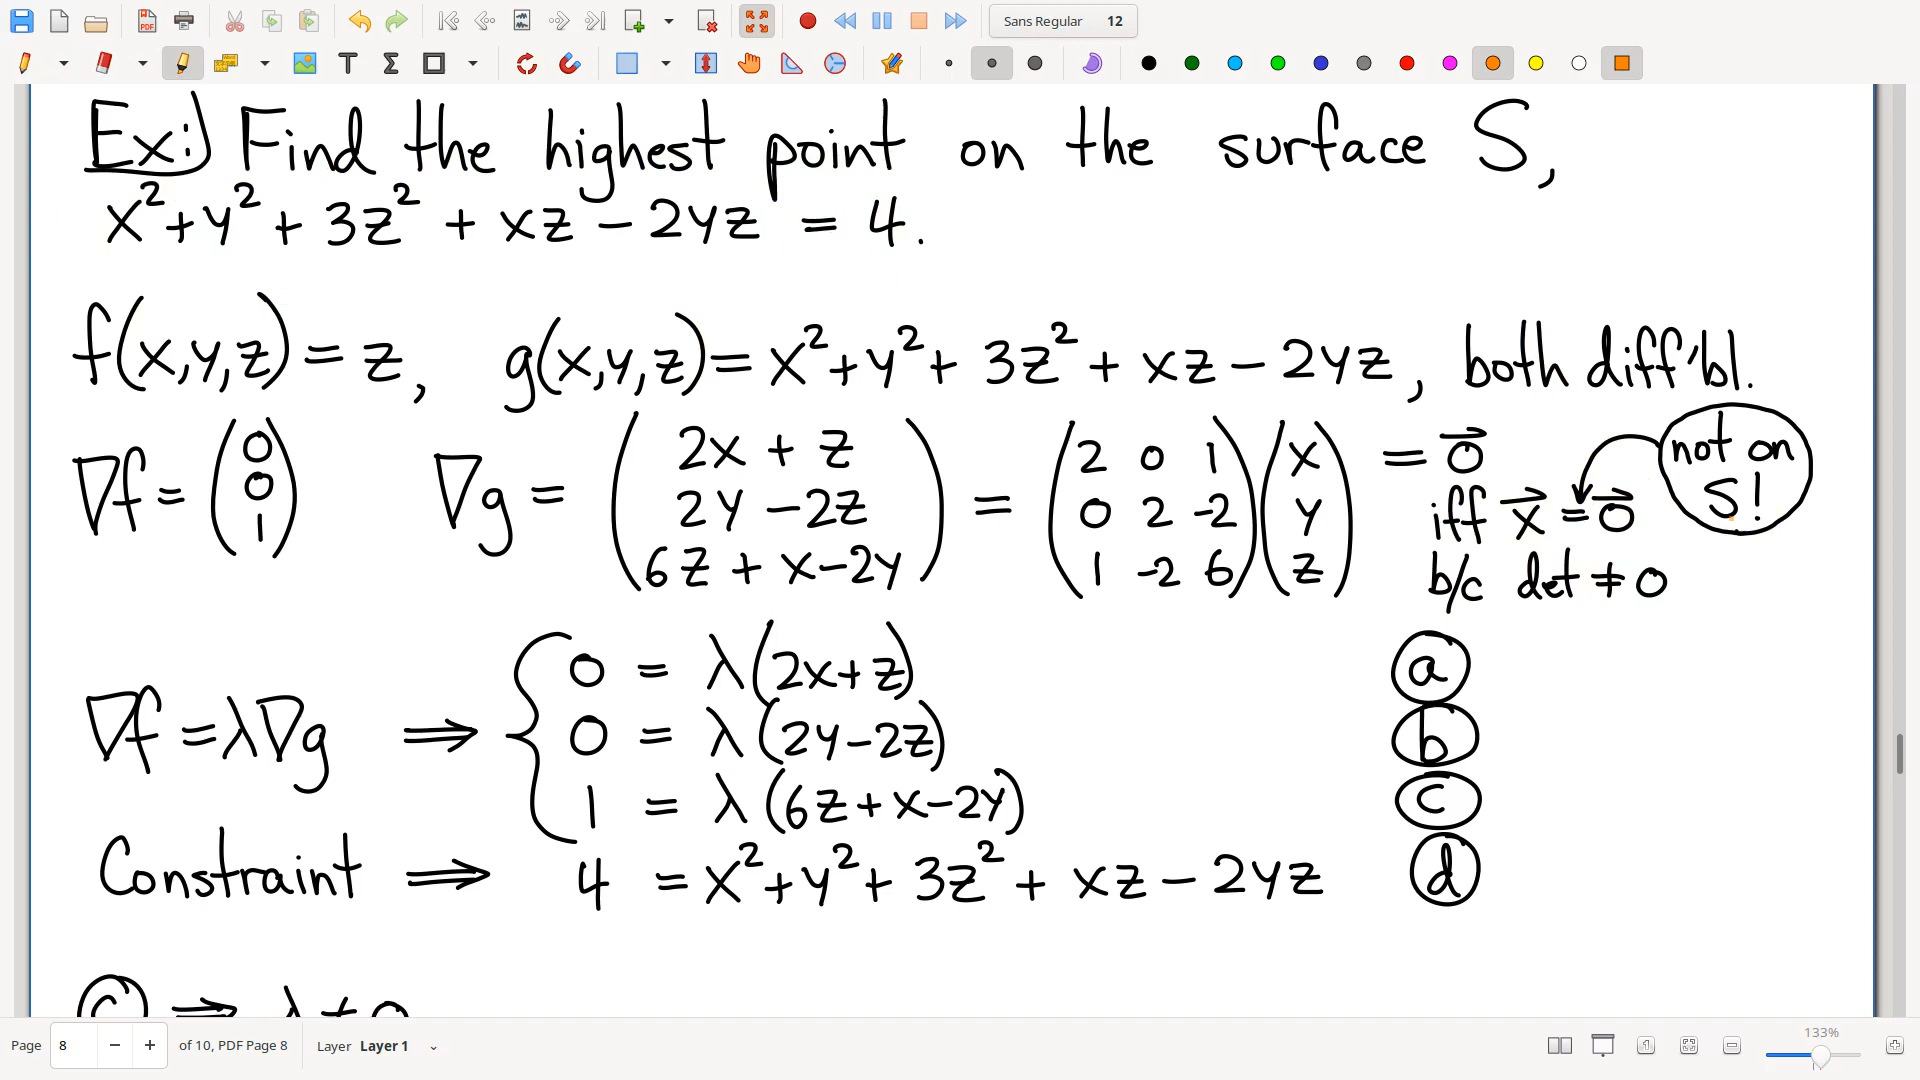 Sans Regular 12
Ex:) Find the highest point on the surface S,
x²+y²+3z²+xz-2yz = 4.
f(x,y,z) = z, g(x,y,z) = x²+y²+3z²+xz-2yz, both diff'bl.
∇f = (0 0 1) ∇g = (2x+z 2y-2z 6z+x-2y) = (2 0 1 0 2 -2 1 -2 6)(x y z) = 0⃗
iff x⃗ = 0⃗
b/c det ≠ 0
not on
S!
∇f = λ∇g ⟹ { 0 = λ(2x+z) a
0 = λ(2y-2z) b
1 = λ(6z+x-2y) c
Constraint ⟹ 4 = x²+y²+3z²+xz-2yz d
c ⟹ λ ≠ 0
Page 8 of 10, PDF Page 8 Layer Layer 1 133%